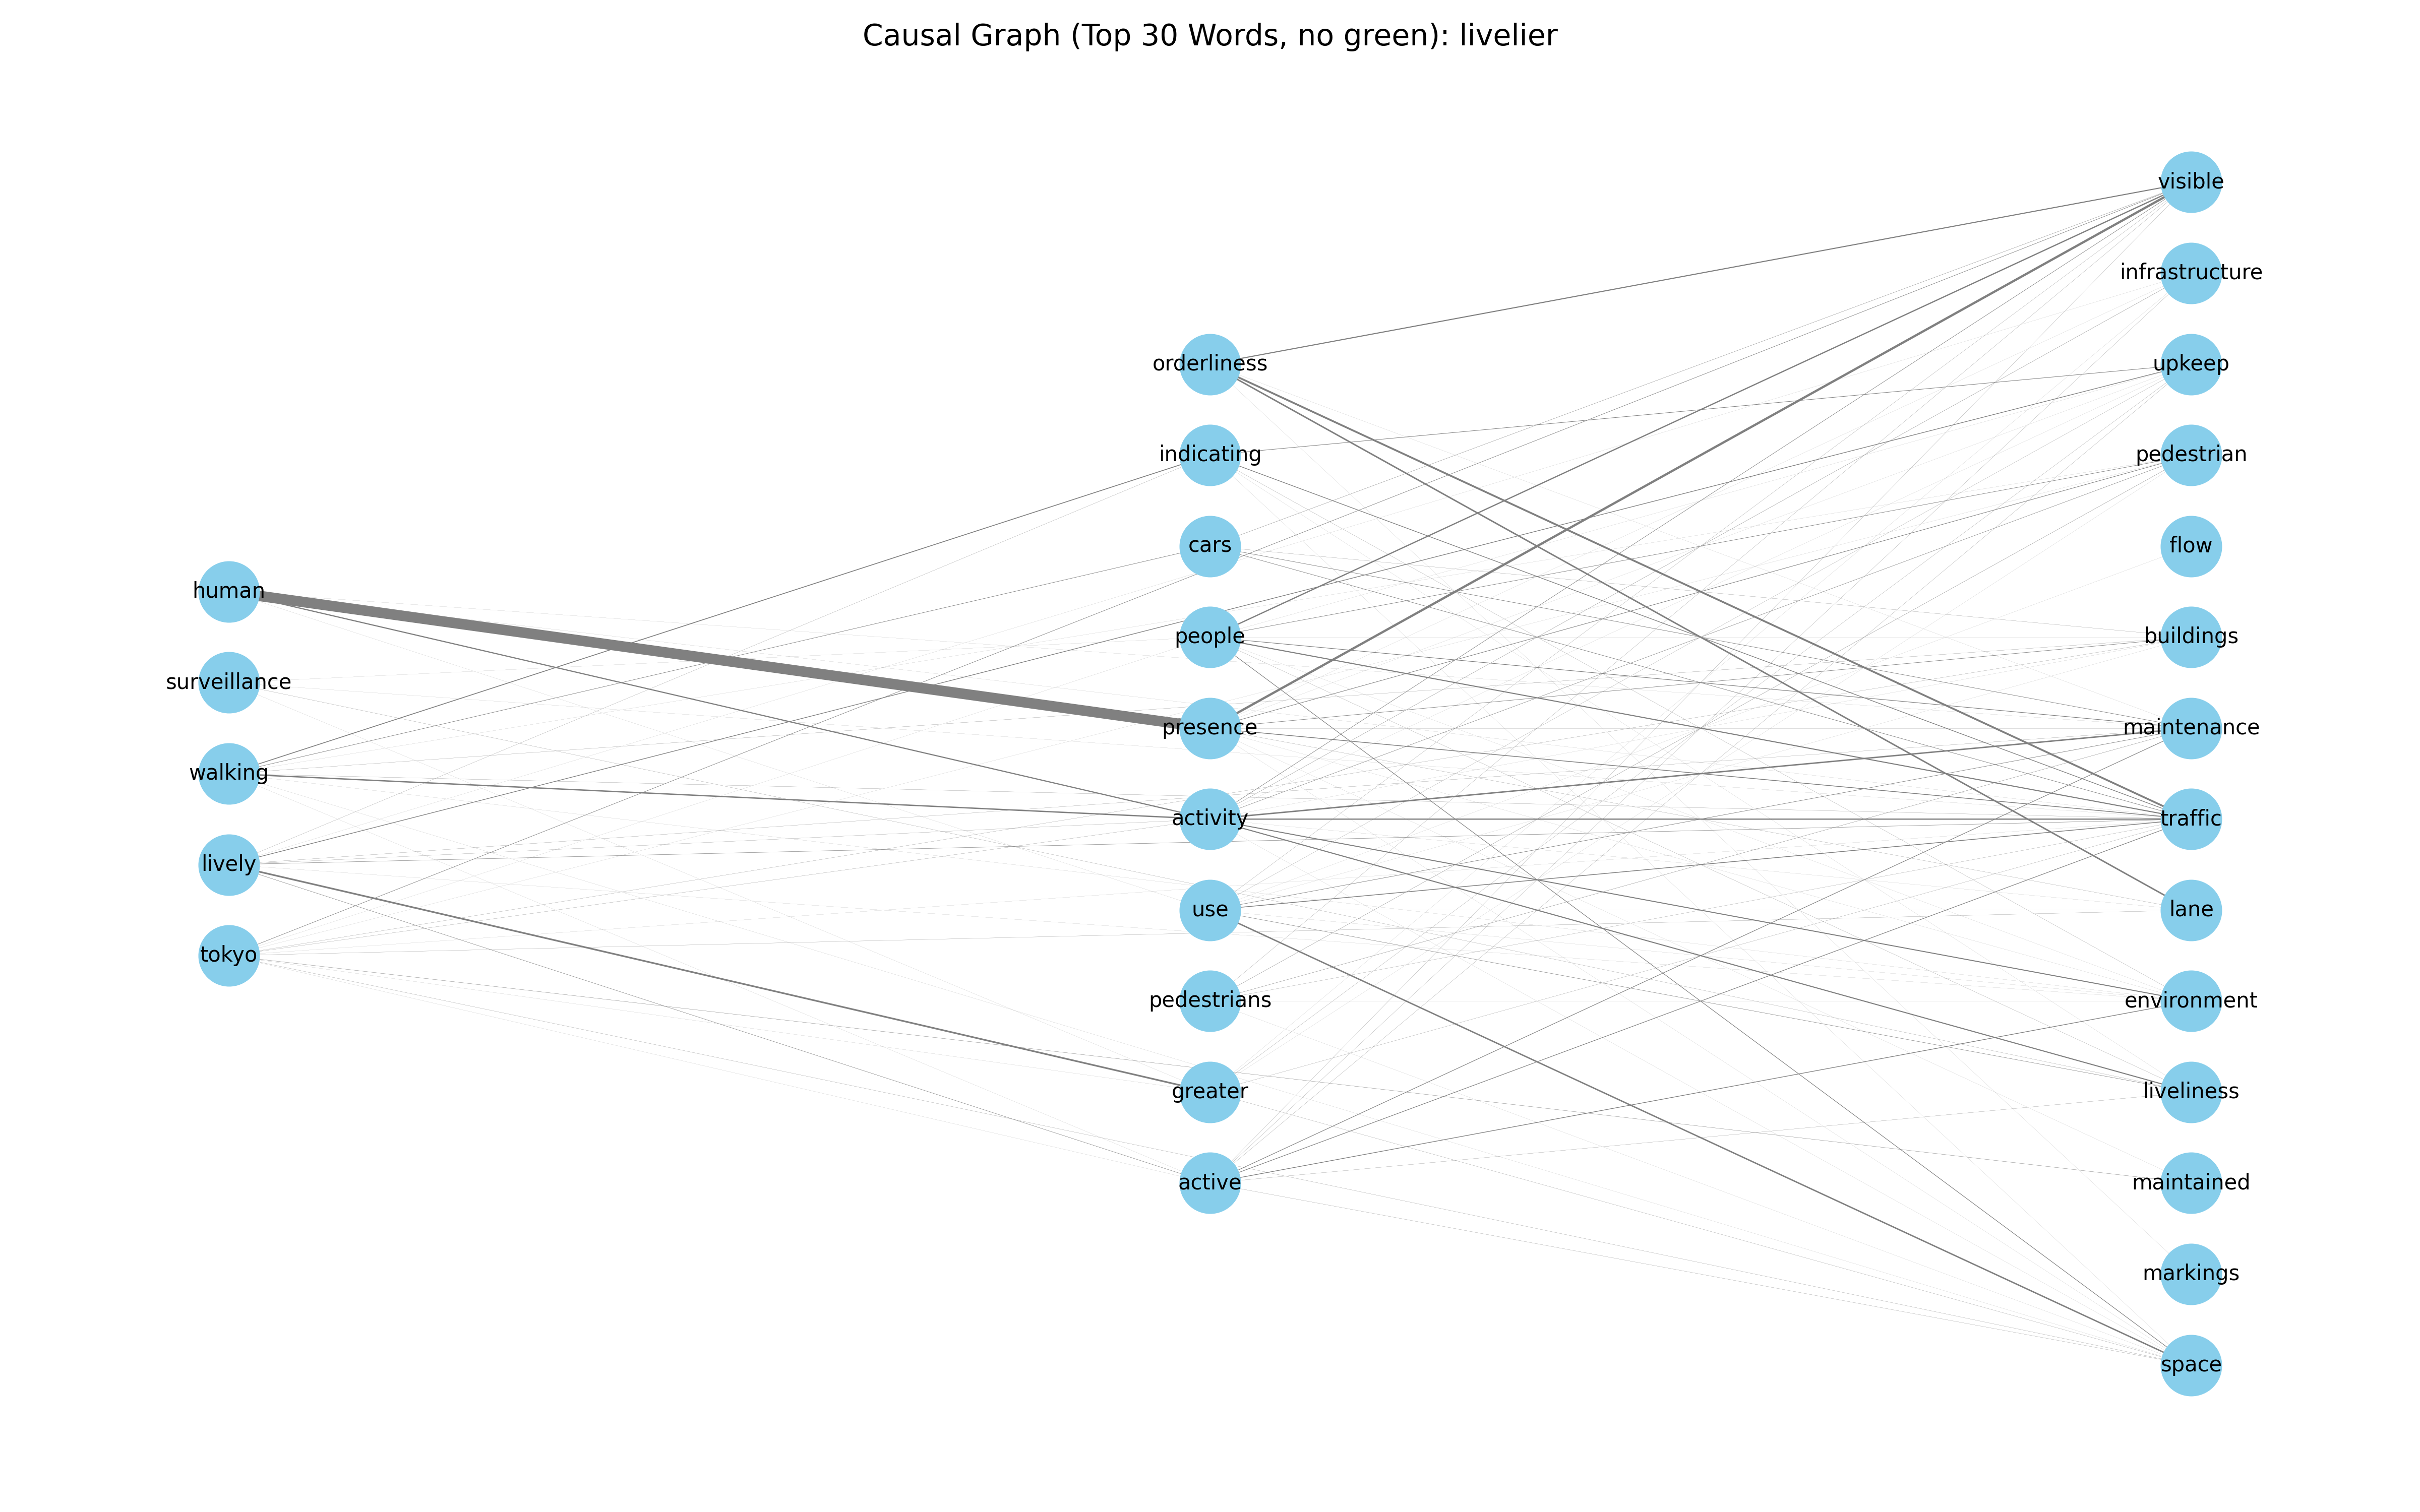 Causal Graph (Top 30 Words, no green): livelier
human
surveillance
walking
lively
tokyo
orderliness
indicating
cars
people
presence
activity
use
pedestrians
greater
active
visible
infrastructure
upkeep
pedestrian
flow
buildings
maintenance
traffic
lane
environment
liveliness
maintained
markings
space